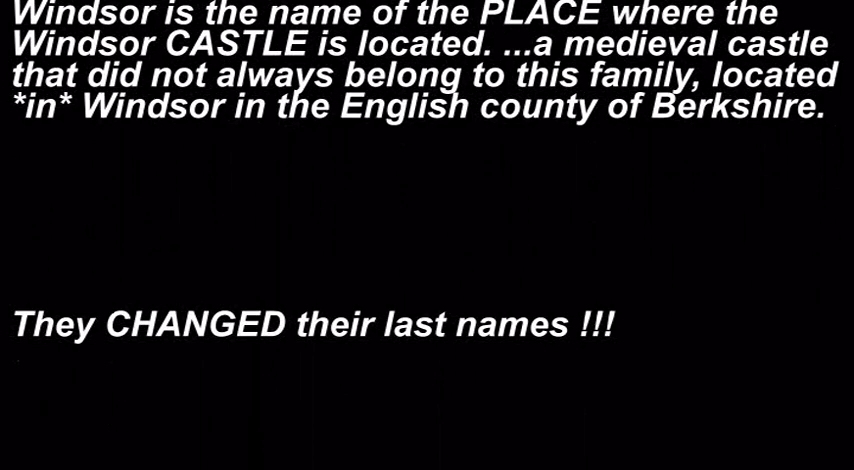 Windsor is the name of the PLACE where the
Windsor CASTLE is located. ...a medieval castle
that did not always belong to this family, located
*in* Windsor in the English county of Berkshire.
They CHANGED their last names !!!